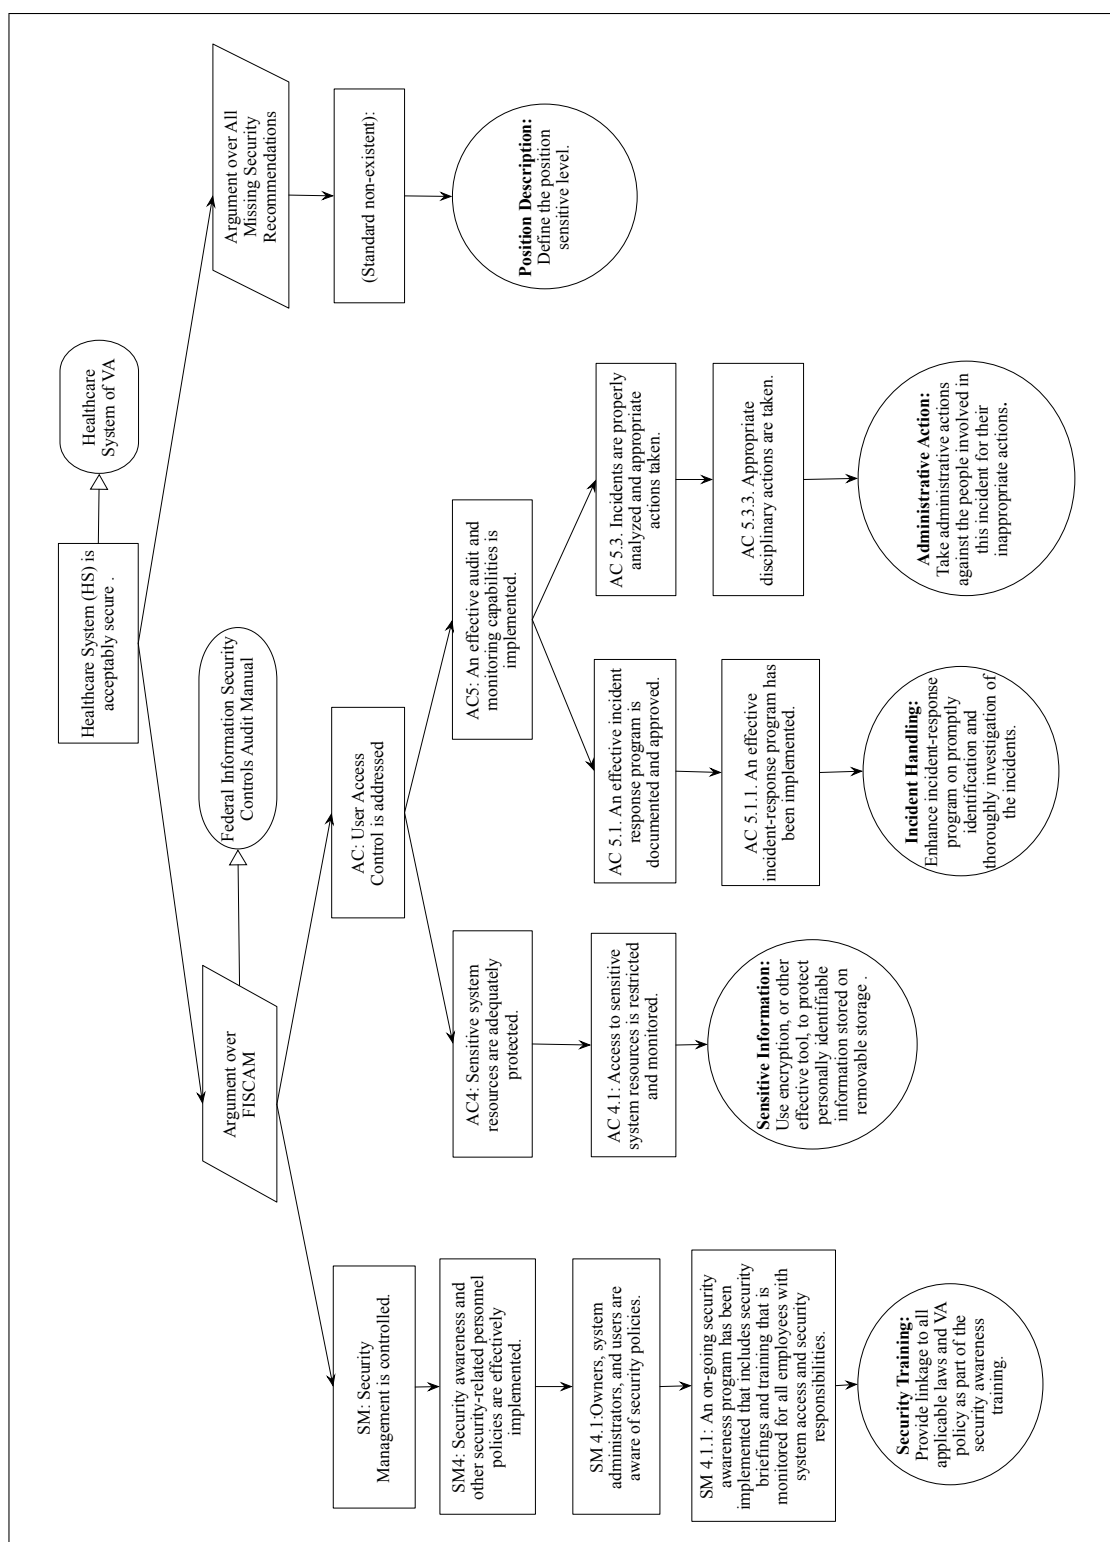 Healthcare System (HS) is
acceptably secure .
Healthcare
System of VA
Argument over
FISCAM
Federal Information Security
Controls Audit Manual
Argument over All
Missing Security
Recommendations
SM: Security
Management is controlled.
AC: User Access
Control is addressed
(Standard non-existent):
SM4: Security awareness and
other security-related personnel
policies are effectively
implemented.
AC4: Sensitive system
resources are adequately
protected.
AC5: An effective audit and
monitoring capabilities is
implemented.
Position Description:
Define the position
sensitive level.
SM 4.1:Owners, system
administrators, and users are
aware of security policies.
AC 4.1: Access to sensitive
system resources is restricted
and monitored.
AC 5.1. An effective incident
response program is
documented and approved.
AC 5.3. Incidents are properly
analyzed and appropriate
actions taken.
SM 4.1.1: An on-going security
awareness program has been
implemented that includes security
briefings and training that is
monitored for all employees with
system access and security
responsibilities.
Sensitive Information:
Use encryption, or other
effective tool, to protect
personally identifiable
information stored on
removable storage .
AC 5.1.1. An effective
incident-response program has
been implemented.
AC 5.3.3. Appropriate
disciplinary actions are taken.
Security Training:
Provide linkage to all
applicable laws and VA
policy as part of the
security awareness
training.
Incident Handling:
Enhance incident-response
program on promptly
identification and
thoroughly investigation of
the incidents.
Administrative Action:
Take administrative actions
against the people involved in
this incident for their
inappropriate actions.